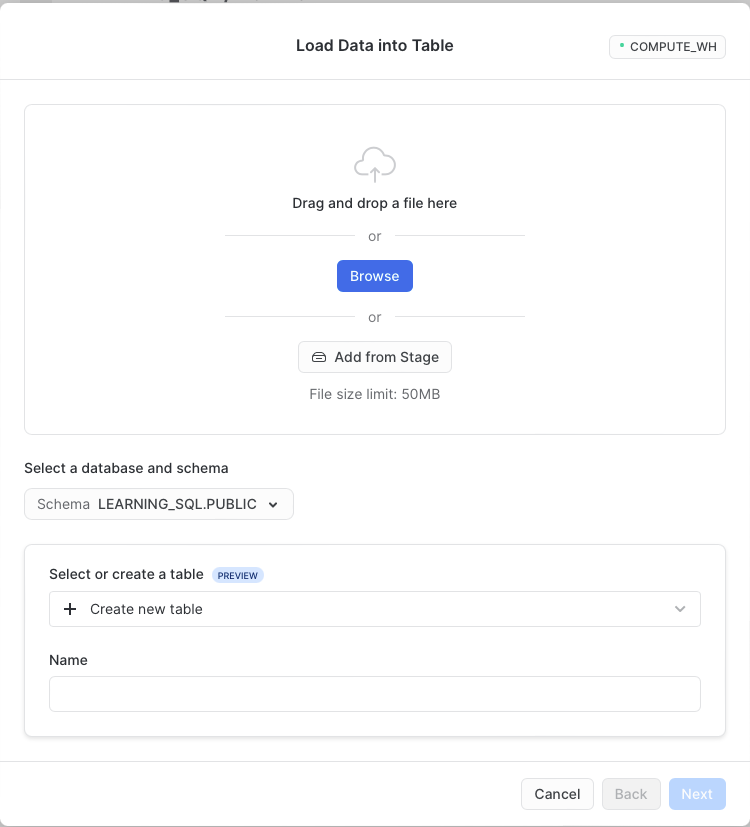 Load Data into Table
COMPUTE_WH
Drag and drop a file here
or
Browse
or
Add from Stage
File size limit: 50MB
Select a database and schema
Schema LEARNING_SQL.PUBLIC
Select or create a table PREVIEW
Create new table
Name
Cancel Back Next